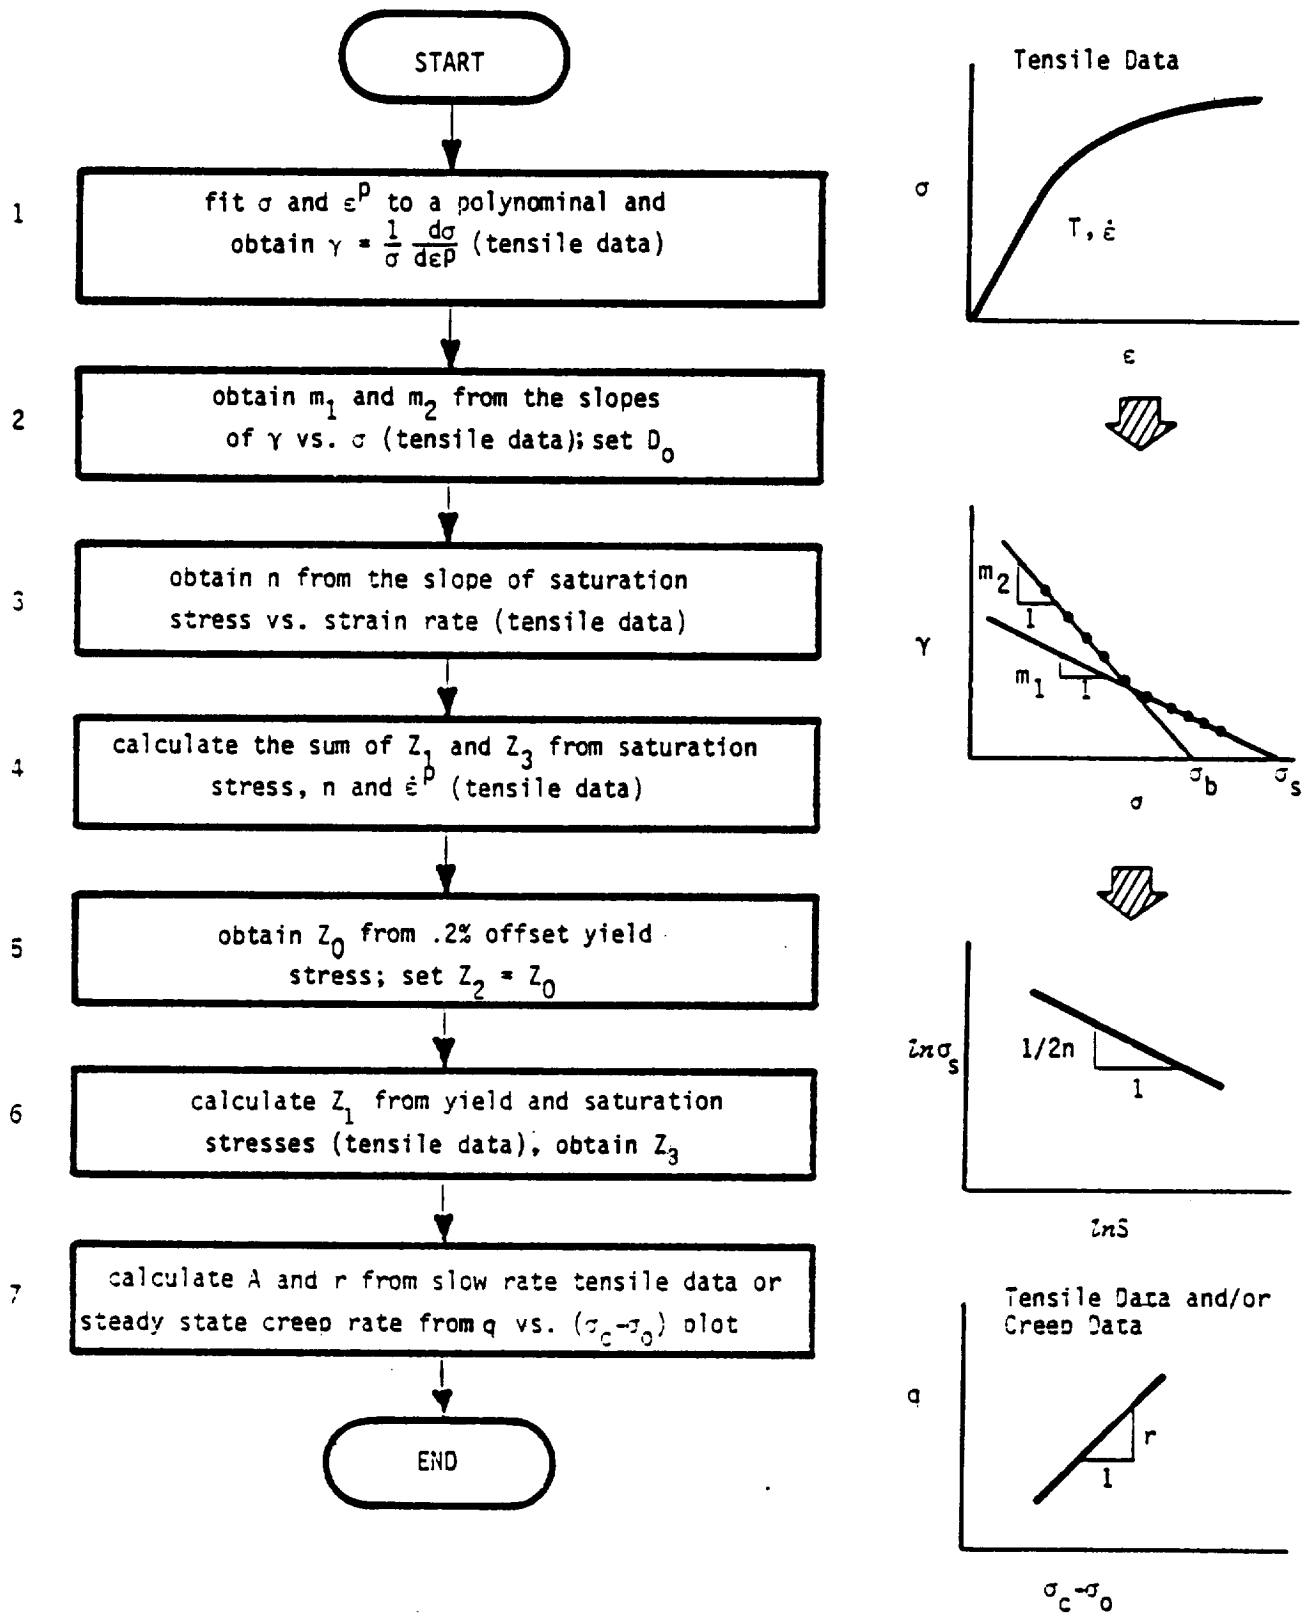 START
1
fit σ and εᵖ to a polynominal and
obtain γ = 1/σ dσ/dεᵖ (tensile data)
2
obtain m₁ and m₂ from the slopes
of γ vs. σ (tensile data); set D₀
3
obtain n from the slope of saturation
stress vs. strain rate (tensile data)
4
calculate the sum of Z₁ and Z₃ from saturation
stress, n and ε̇ᵖ (tensile data)
5
obtain Z₀ from .2% offset yield
stress; set Z₂ = Z₀
6
calculate Z₁ from yield and saturation
stresses (tensile data), obtain Z₃
7
calculate A and r from slow rate tensile data or
steady state creep rate from q vs. (σc-σo) plot
END
Tensile Data
σ
T, ε̇
ε
m₂
1
γ
m₁
1
σb
σs
σ
lnσs
1/2n
1
lnS
Tensile Data and/or
Creep Data
q
r
1
σc-σo